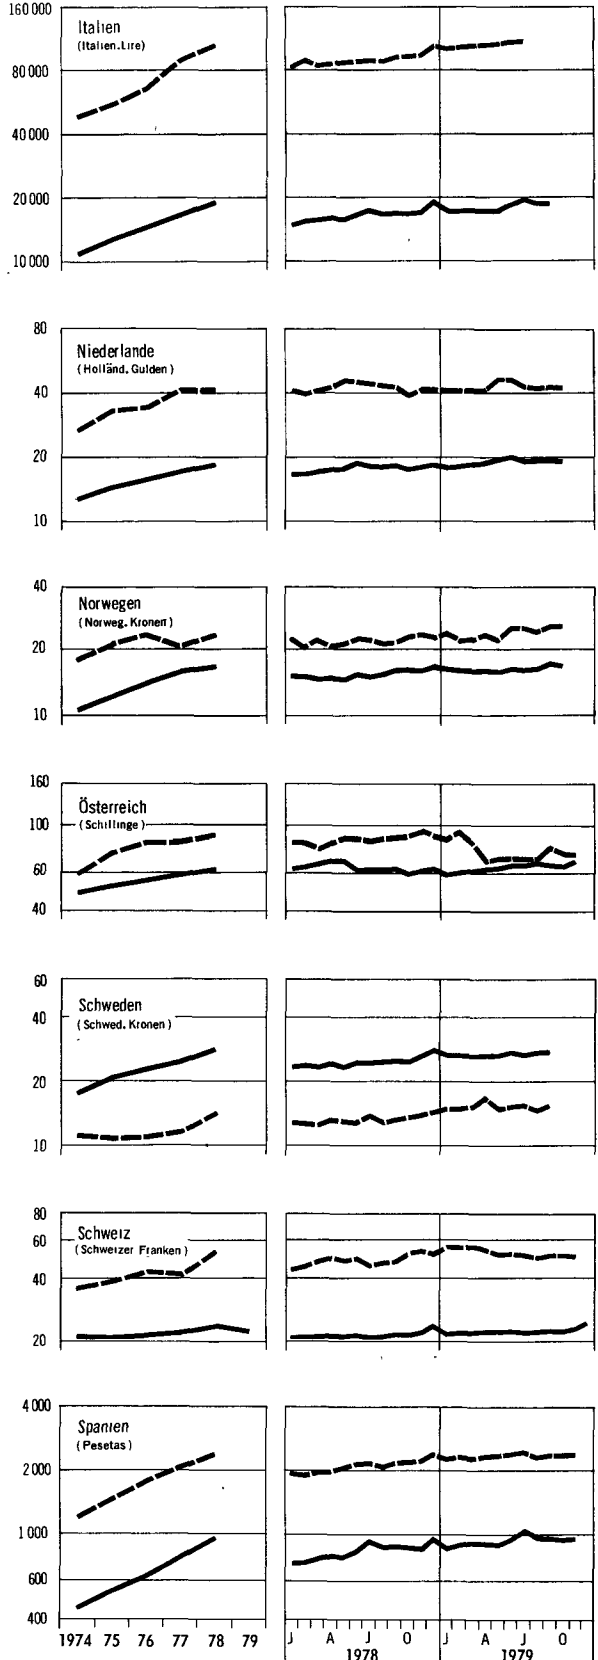 160 000
Italien
(Italien.Lire)
80 000
40 000
20 000
10 000
80
Niederlande
(Holländ. Gulden)
40
20
10
40
Norwegen
(Norweg. Kronen)
20
10
160
Österreich
100
(Schillinge)
60
40
60
Schweden
40
(Schwed. Kronen)
20
10
80
Schweiz
60
(Schweizer Franken)
40
20
4 000
Spanien
(Pesetas)
2 000
1 000
600
400
1974 75 76 77 78 79
J A J O J A J O
1978 1979